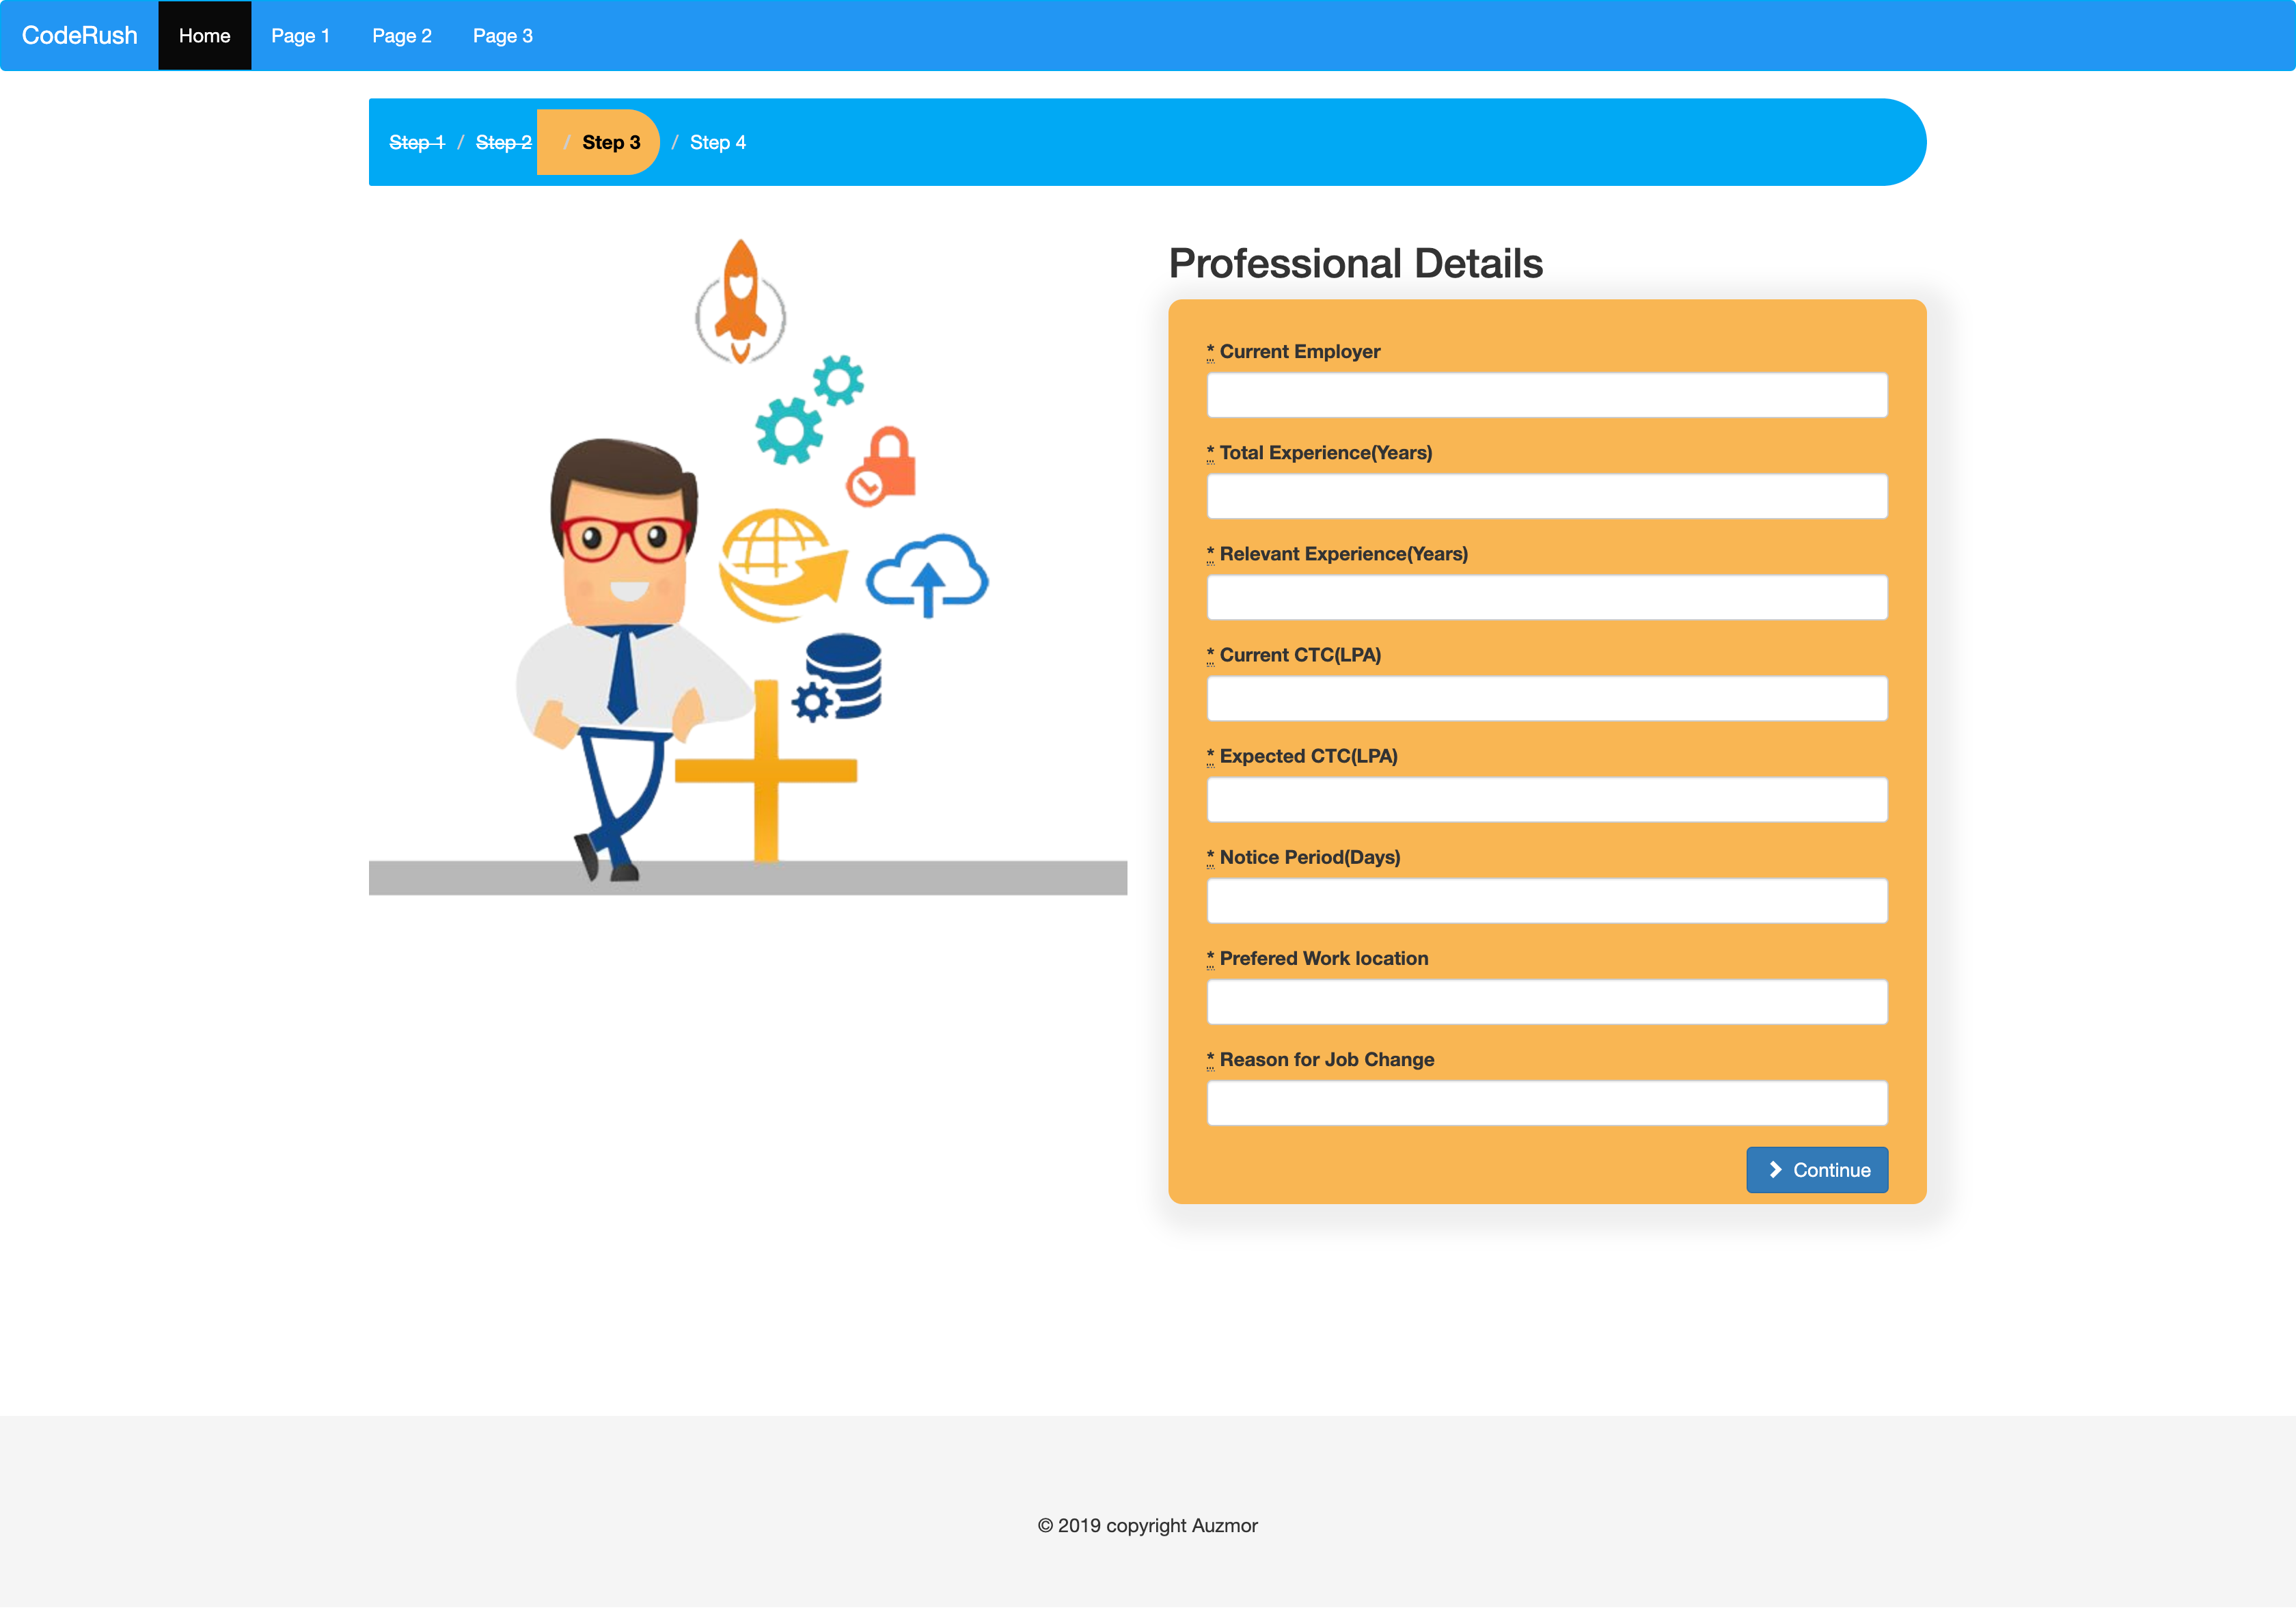 CodeRush Home Page 1 Page 2 Page 3
Step 1 / Step 2 / Step 3 / Step 4
Professional Details
* Current Employer
* Total Experience(Years)
* Relevant Experience(Years)
* Current CTC(LPA)
* Expected CTC(LPA)
* Notice Period(Days)
* Prefered Work location
* Reason for Job Change
Continue
© 2019 copyright Auzmor